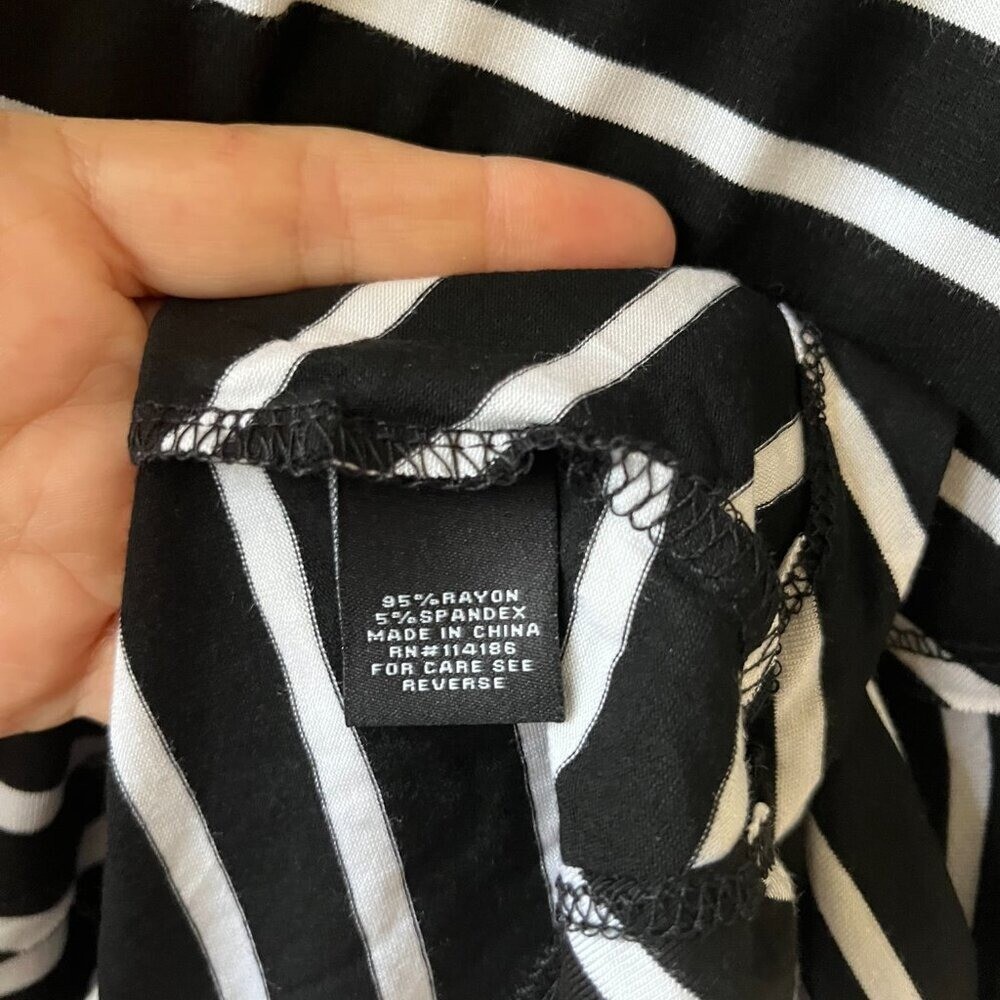 95%RAYON
5%SPANDEX
MADE IN CHINA
RN#114186
FOR CARE SEE
REVERSE